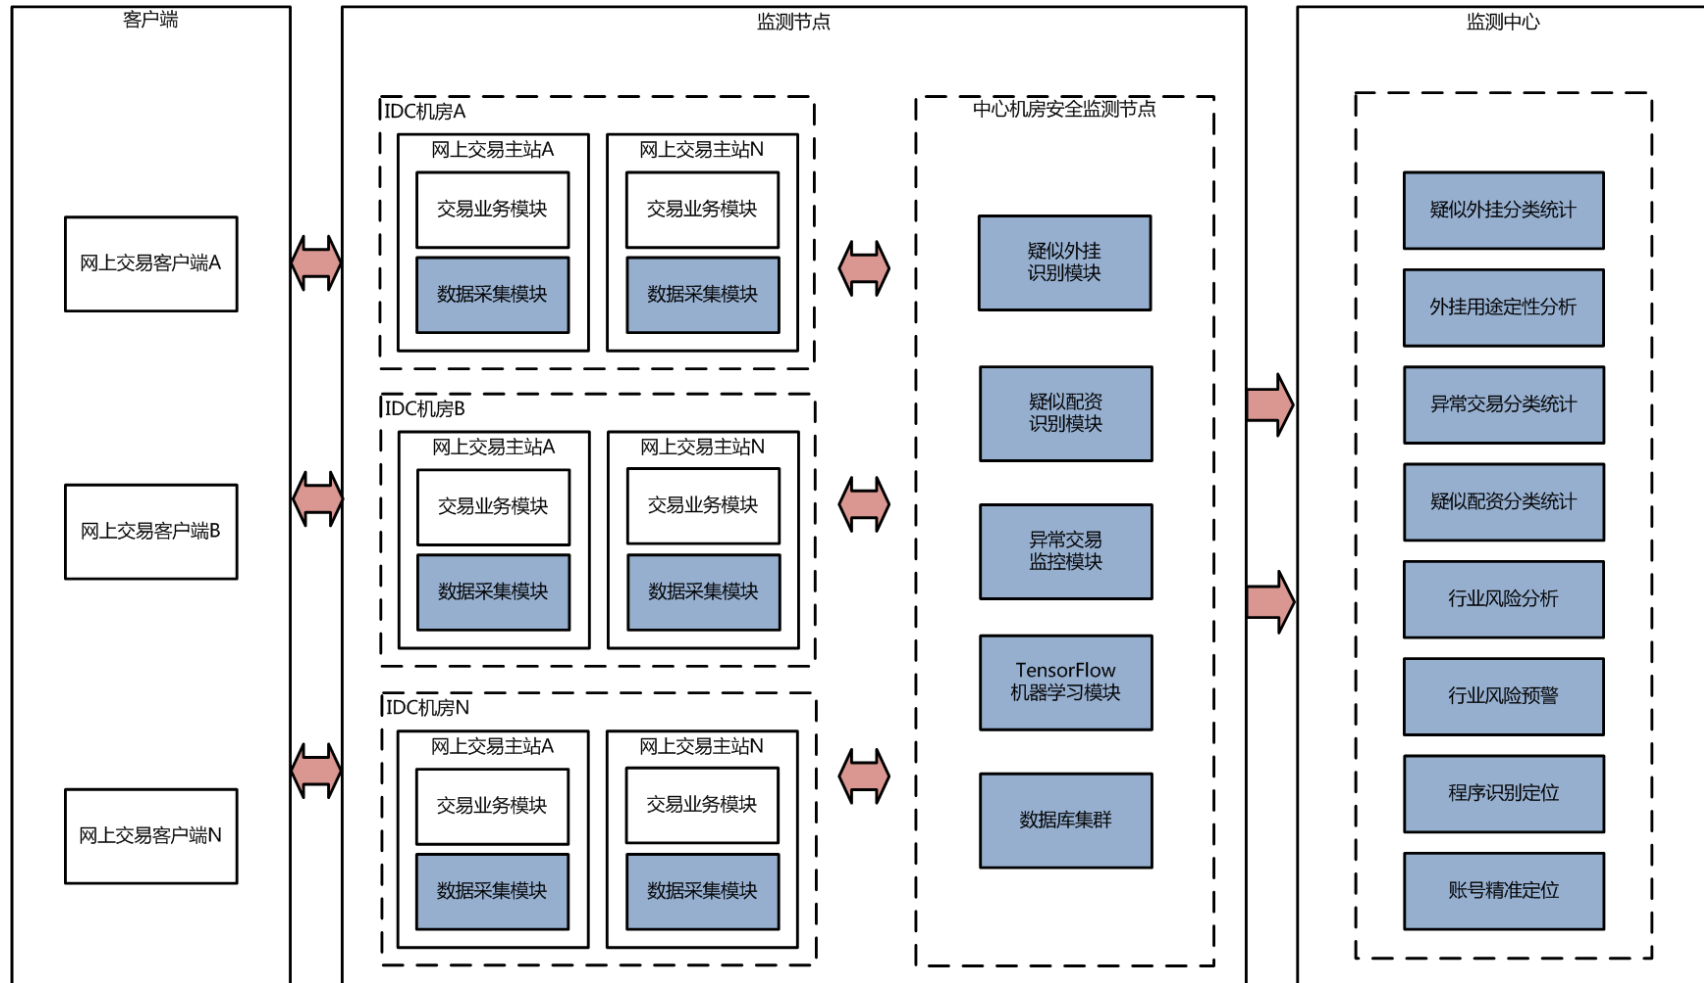 客户端
网上交易客户端A
网上交易客户端B
网上交易客户端N
监测节点
IDC机房A
网上交易主站A
交易业务模块
数据采集模块
网上交易主站N
交易业务模块
数据采集模块
IDC机房B
网上交易主站A
交易业务模块
数据采集模块
网上交易主站N
交易业务模块
数据采集模块
IDC机房N
网上交易主站A
交易业务模块
数据采集模块
网上交易主站N
交易业务模块
数据采集模块
中心机房安全监测节点
疑似外挂
识别模块
疑似配资
识别模块
异常交易
监控模块
TensorFlow
机器学习模块
数据库集群
监测中心
疑似外挂分类统计
外挂用途定性分析
异常交易分类统计
疑似配资分类统计
行业风险分析
行业风险预警
程序识别定位
账号精准定位